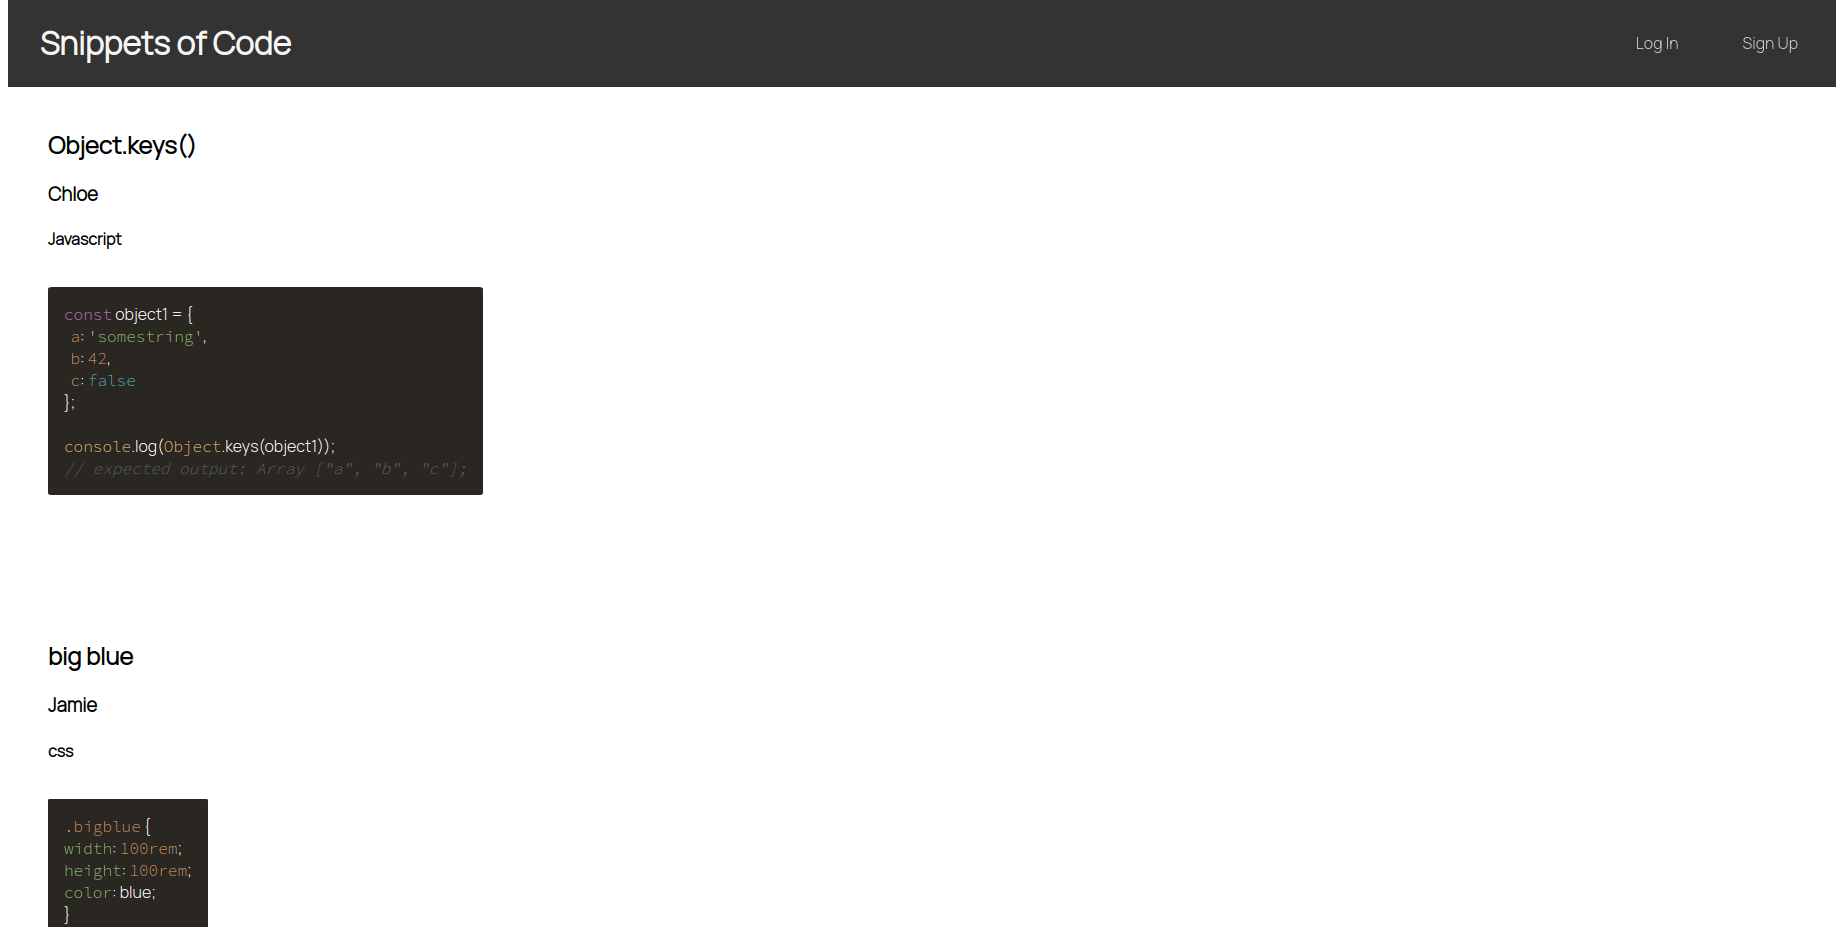 Snippets of Code
Log In
Sign Up
Object.keys()
Chloe
Javascript
const object1 = {
a: 'somestring',
b: 42,
c: false
};
console.log(Object.keys(object1));
// expected output: Array ["a", "b", "c"];
big blue
Jamie
css
.bigblue {
width: 100rem;
height: 100rem;
color: blue;
}